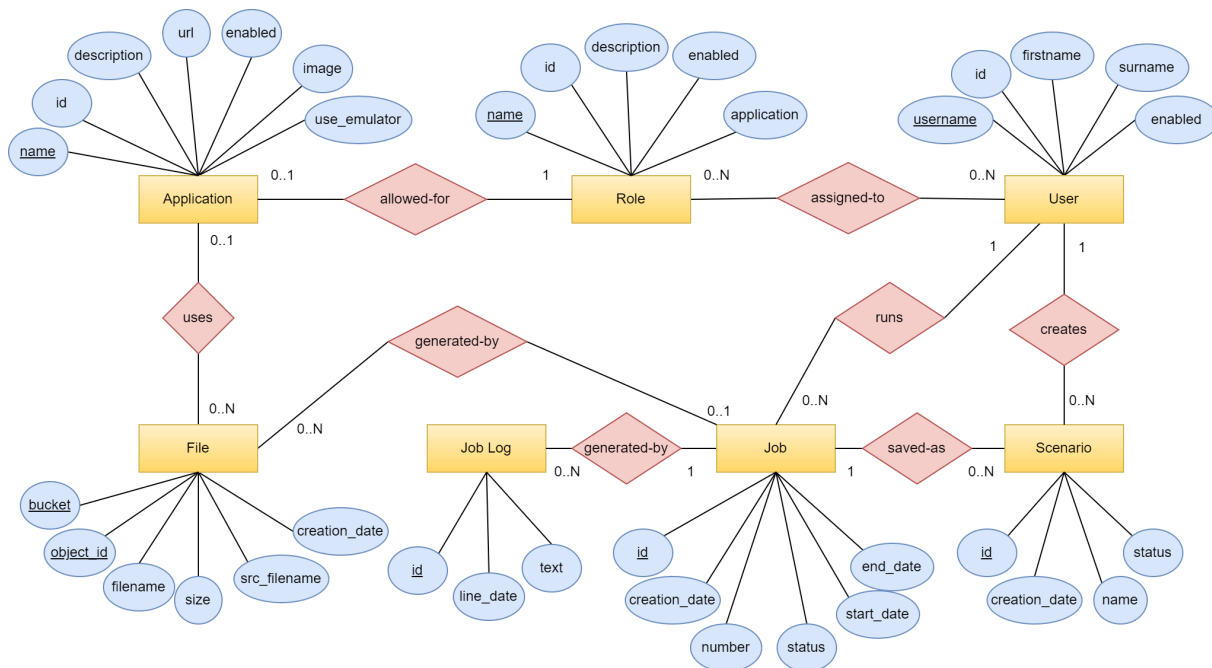 url
enabled
description
image
id
use_emulator
name
description
id
enabled
name
application
firstname
id
surname
username
enabled
0..1
1
0..N
0..N
Application
allowed-for
Role
assigned-to
User
0..1
1
1
uses
generated-by
runs
creates
0..N
0..N
0..1
0..N
0..N
File
Job Log
generated-by
Job
saved-as
Scenario
0..N
1
1
0..N
bucket
object_id
filename
size
src_filename
creation_date
id
line_date
text
id
creation_date
number
status
start_date
end_date
id
creation_date
name
status